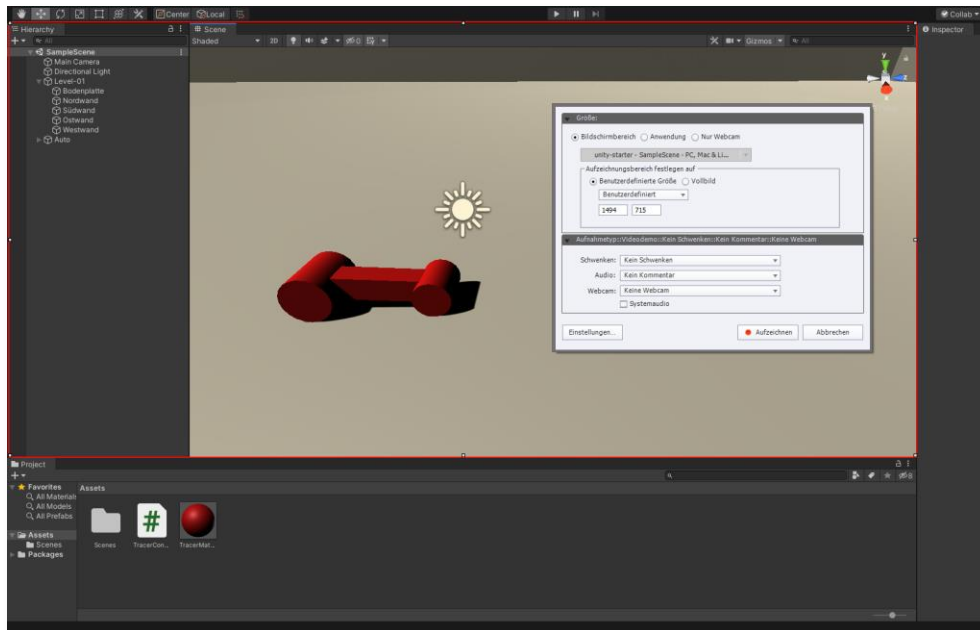 Center Local
Collab
Hierarchy
Scene
Inspector
All
Shaded 2D 0 Gizmos All
SampleScene
Main Camera
Directional Light
Level-01
Bodenplatte
Nordwand
Südwand
Ostwand
Westwand
Auto
y
z
Größe:
Bildschirmbereich Anwendung Nur Webcam
unity-starter - SampleScene - PC, Mac & Li...
Aufzeichnungsbereich festlegen auf
Benutzerdefinierte Größe Vollbild
Benutzerdefiniert
1494 715
Aufnahmetyp::Videodemo::Kein Schwenken::Kein Kommentar::Keine Webcam
Schwenken: Kein Schwenken
Audio: Kein Kommentar
Webcam: Keine Webcam
Systemaudio
Einstellungen... Aufzeichnen Abbrechen
Project
Favorites
All Materials
All Models
All Prefabs
Assets
Scenes
Packages
Assets
Scenes TracerCon... TracerMat...